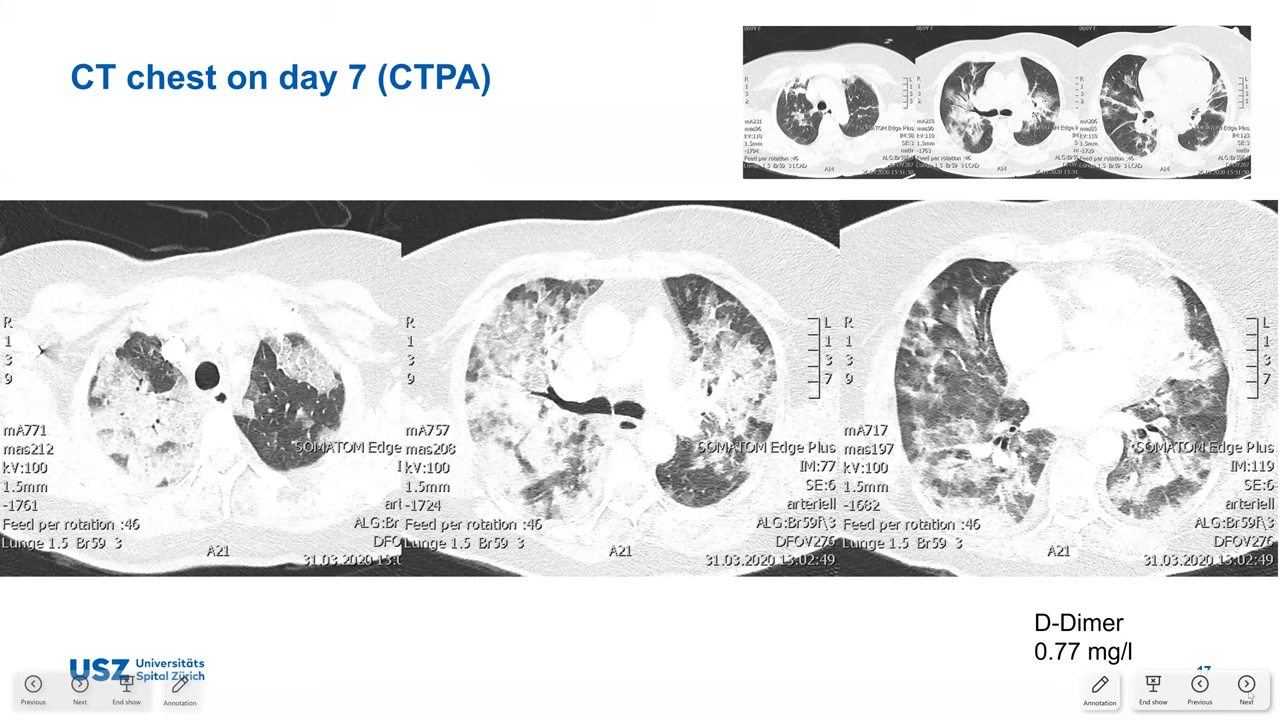 CT chest on day 7 (CTPA)
R
1
3
9
mA771
mas212
kV:100
1.5mm
-1761
Feed per rotation :46
Lunge 1.5 Br59 3
A21
SOMATOM Edge
art
ALG:Br
DFO
31.03.2020
R
1
3
9
mA757
mas208
kV:100
1.5mm
-1724
Feed per rotation :46
Lunge 1.5 Br59 3
A21
L
1
3
7
SOMATOM Edge Plus
IM:77
SE:6
arteriell
ALG:Br59f\3
DFOV276
31.03.2020 13:02:49
R
1
3
9
mA717
mas197
kV:100
1.5mm
-1682
Feed per rotation :46
Lunge 1.5 Br59 3
A21
L
1
3
7
SOMATOM Edge Plus
IM:119
SE:6
arteriell
ALG:Br59f\3
DFOV276
31.03.2020 13:02:49
D-Dimer
0.77 mg/l
USZ Universitäts
Spital Zürich
17
Previous
Next
End show
Annotation
Annotation
End show
Previous
Next